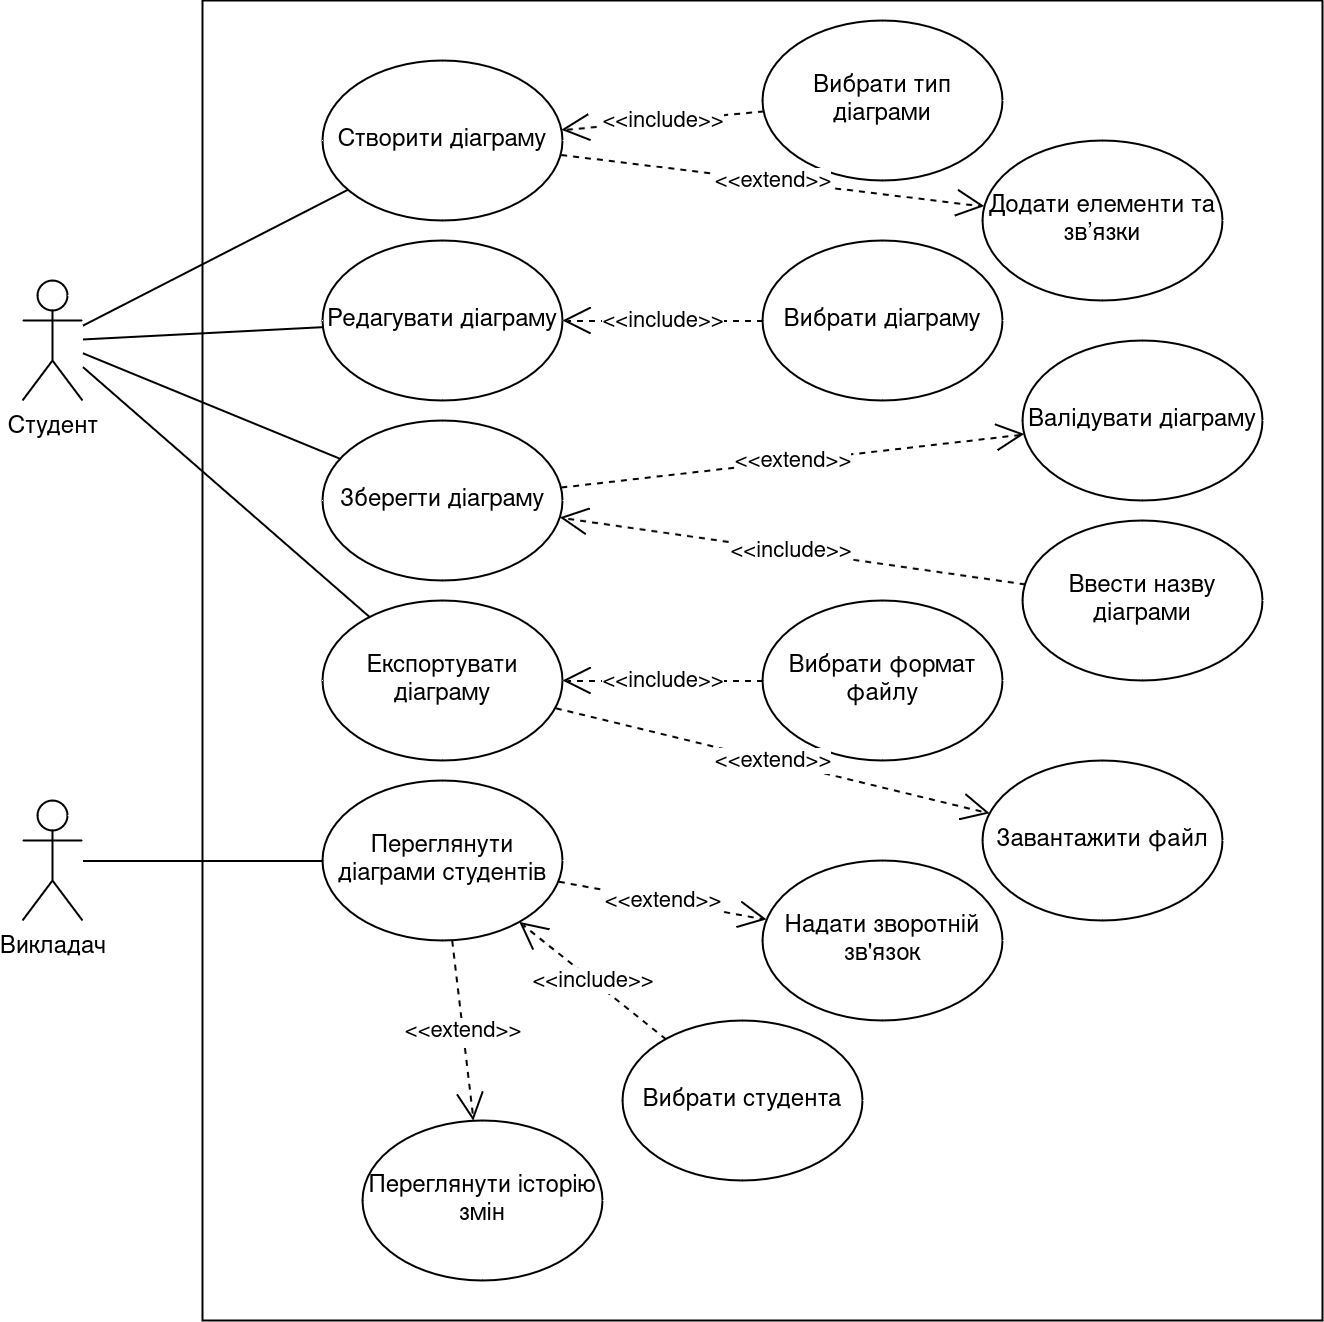 Вибрати тип
діаграми
<<include>>
Створити діаграму
<<extend>>
Додати елементи та
зв’язки
Редагувати діаграму
<<include>>
Вибрати діаграму
Студент
Валідувати діаграму
<<extend>>
Зберегти діаграму
<<include>>
Ввести назву
діаграми
Експортувати
діаграму
<<include>>
Вибрати формат
файлу
<<extend>>
Завантажити файл
Переглянути
діаграми студентів
<<extend>>
Надати зворотній
зв'язок
Викладач
<<include>>
<<extend>>
Вибрати студента
Переглянути історію
змін